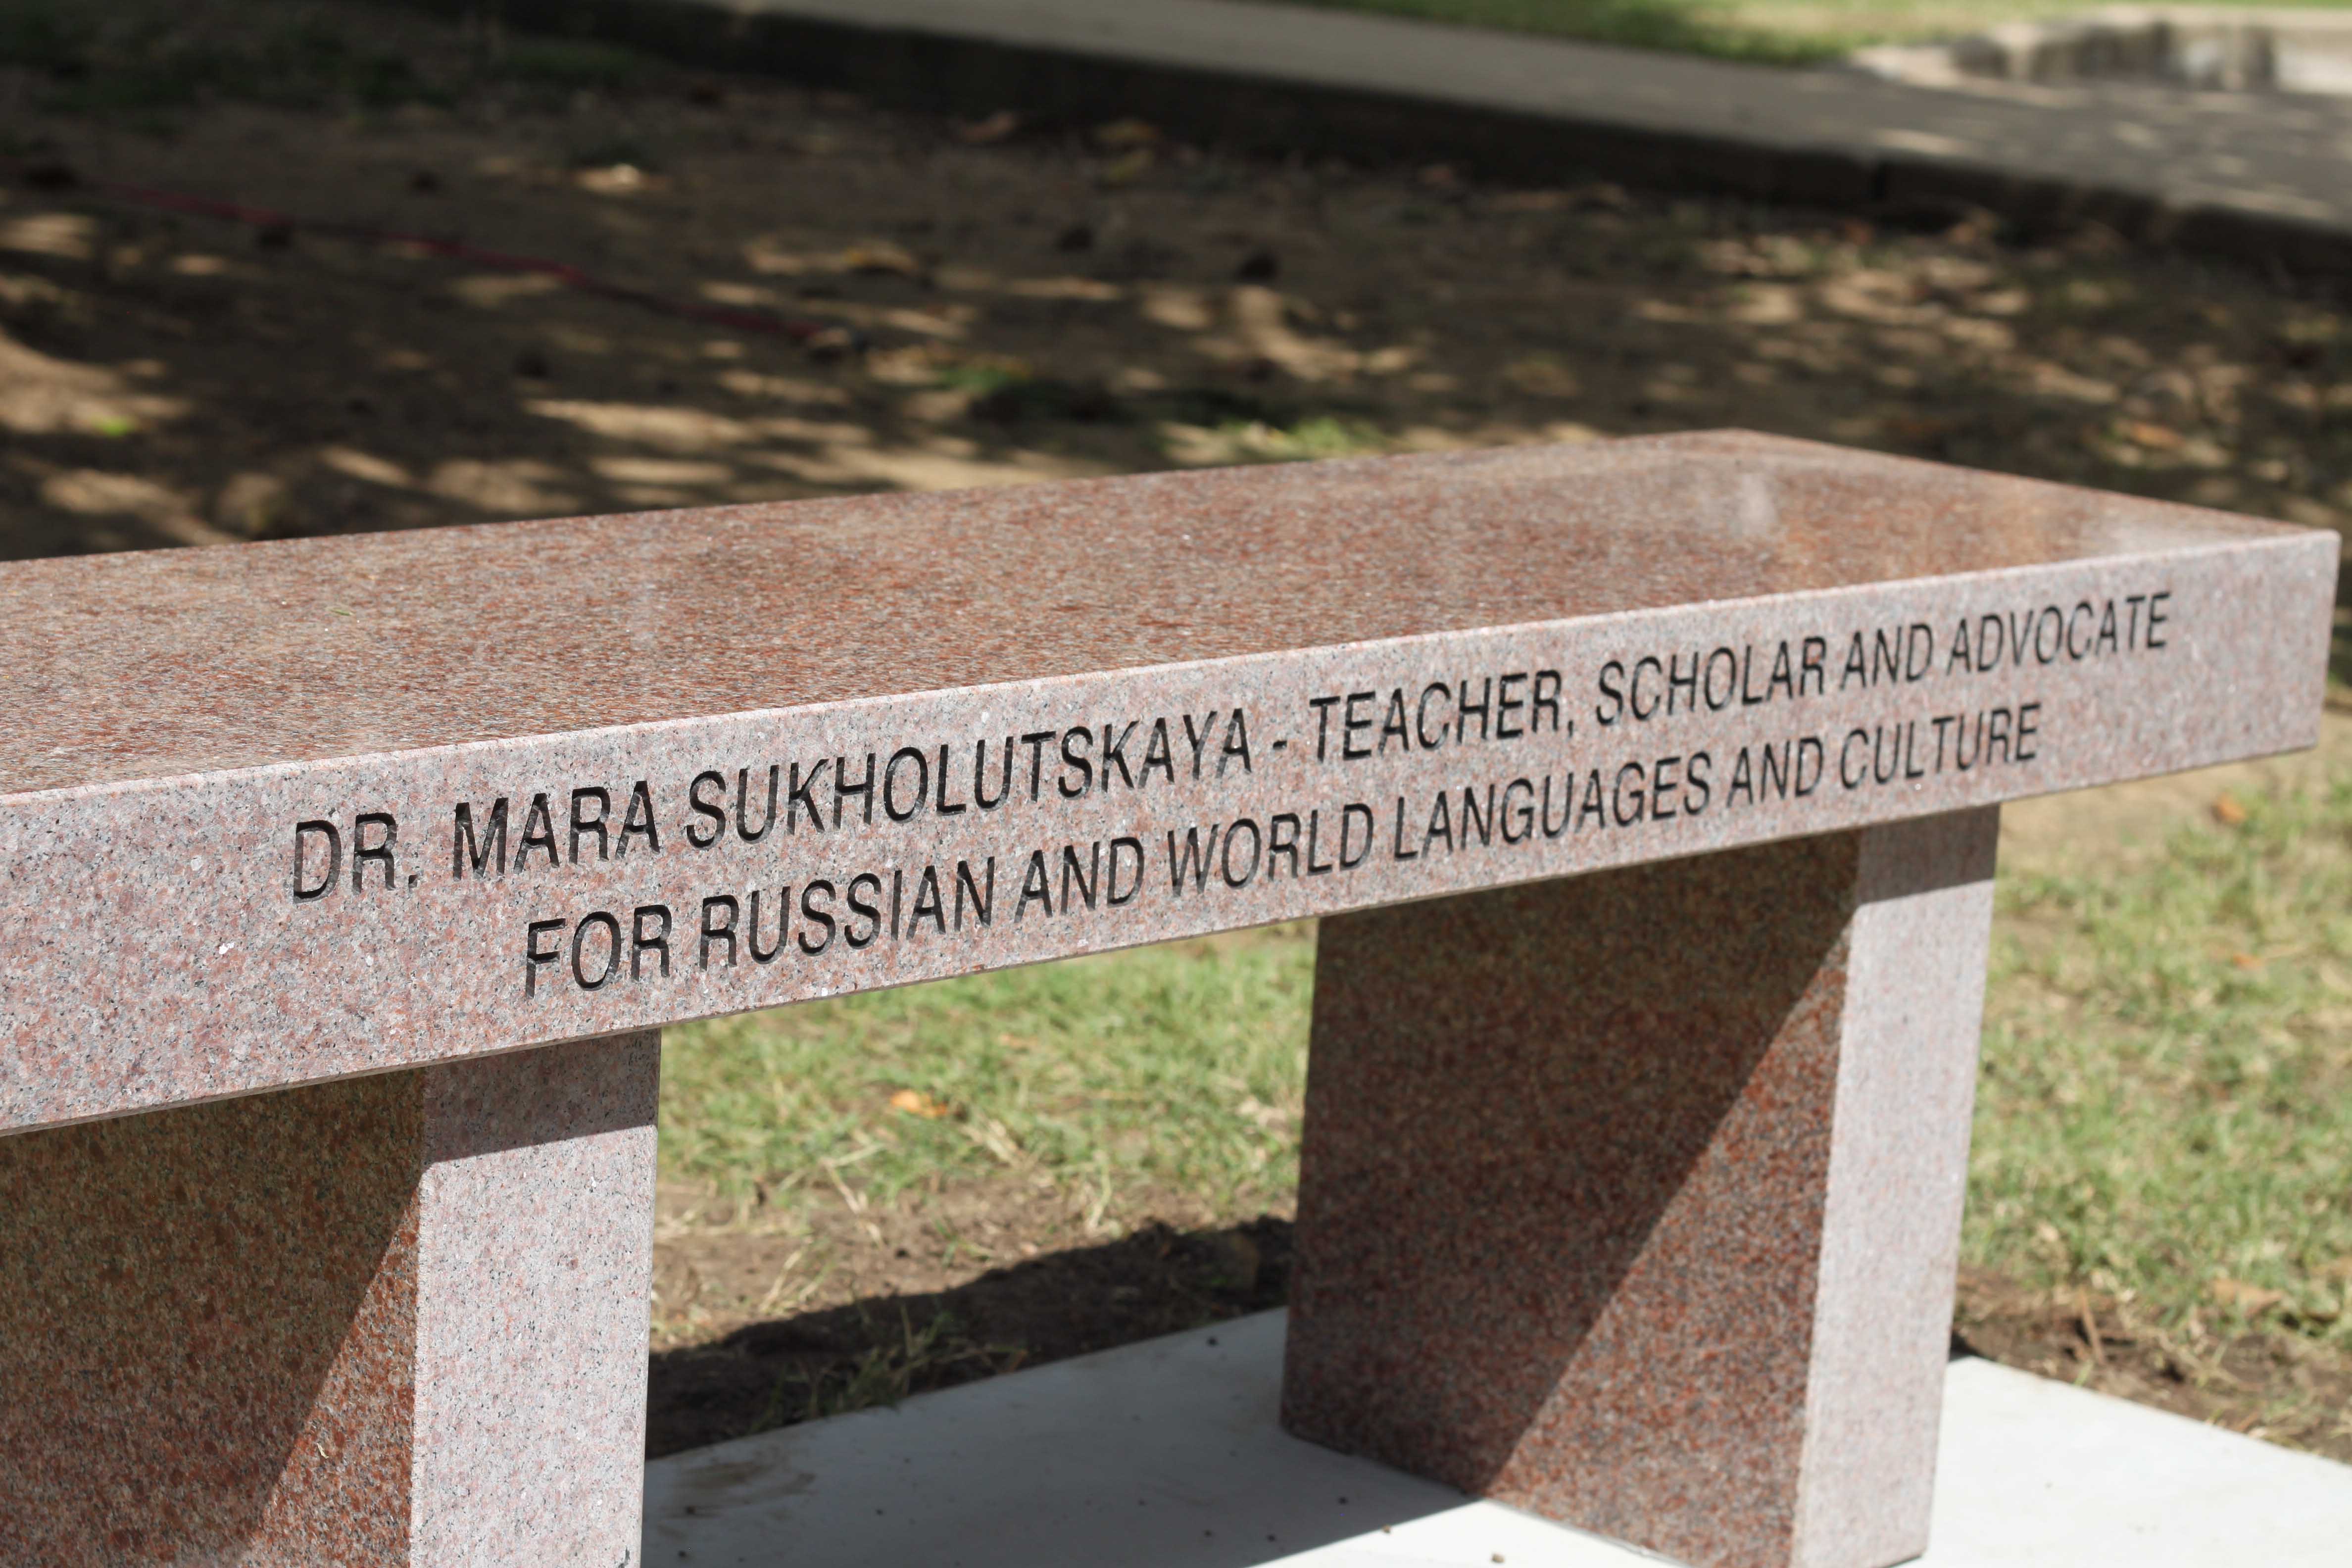 DR. MARA SUKHOLUTSKAYA - TEACHER, SCHOLAR AND ADVOCATE
FOR RUSSIAN AND WORLD LANGUAGES AND CULTURE